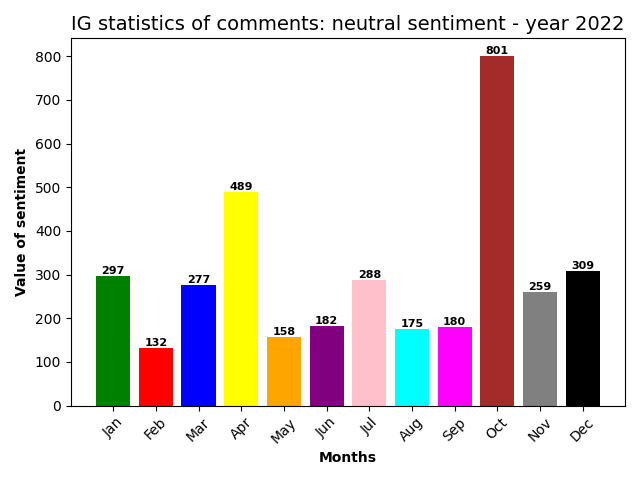 IG statistics of comments: neutral sentiment - year 2022
Value of sentiment
800
700
600
500
400
300
200
100
0
297
132
277
489
158
182
288
175
180
801
259
309
Jan
Feb
Mar
Apr
May
Jun
Jul
Aug
Sep
Oct
Nov
Dec
Months